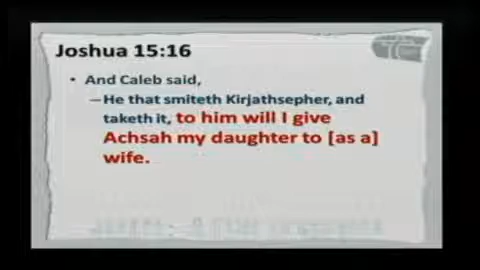 Joshua 15:16
• And Caleb said,
– He that smiteth Kirjathsepher, and
taketh it, to him will I give
Achsah my daughter to [as a]
wife.